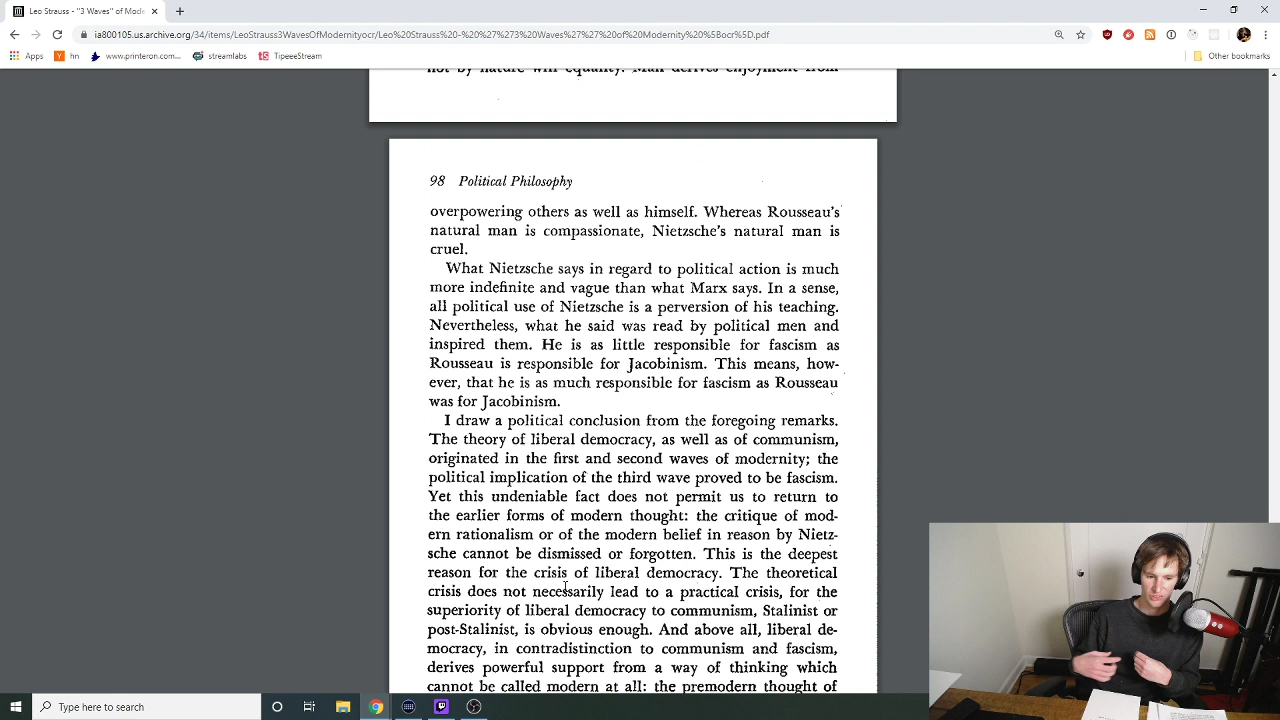 Leo Strauss - "3 Waves" of Mode
ia800105.us.archive.org/34/items/LeoStrauss3WavesOfModernityocr/Leo%20Strauss%20-%20%27%273%20Waves%27%27%20of%20Modernity%20%5Bocr%5D.pdf
Apps
hn
www.printeron.com...
streamlabs
TipeeeStream
Other bookmarks
not by nature will equality. Man derives enjoyment from
98 Political Philosophy
overpowering others as well as himself. Whereas Rousseau's
natural man is compassionate, Nietzsche's natural man is
cruel.
What Nietzsche says in regard to political action is much
more indefinite and vague than what Marx says. In a sense,
all political use of Nietzsche is a perversion of his teaching.
Nevertheless, what he said was read by political men and
inspired them. He is as little responsible for fascism as
Rousseau is responsible for Jacobinism. This means, how-
ever, that he is as much responsible for fascism as Rousseau
was for Jacobinism.
I draw a political conclusion from the foregoing remarks.
The theory of liberal democracy, as well as of communism,
originated in the first and second waves of modernity; the
political implication of the third wave proved to be fascism.
Yet this undeniable fact does not permit us to return to
the earlier forms of modern thought: the critique of mod-
ern rationalism or of the modern belief in reason by Nietz-
sche cannot be dismissed or forgotten. This is the deepest
reason for the crisis of liberal democracy. The theoretical
crisis does not necessarily lead to a practical crisis, for the
superiority of liberal democracy to communism, Stalinist or
post-Stalinist, is obvious enough. And above all, liberal de-
mocracy, in contradistinction to communism and fascism,
derives powerful support from a way of thinking which
cannot be called modern at all: the premodern thought of
Type here to search